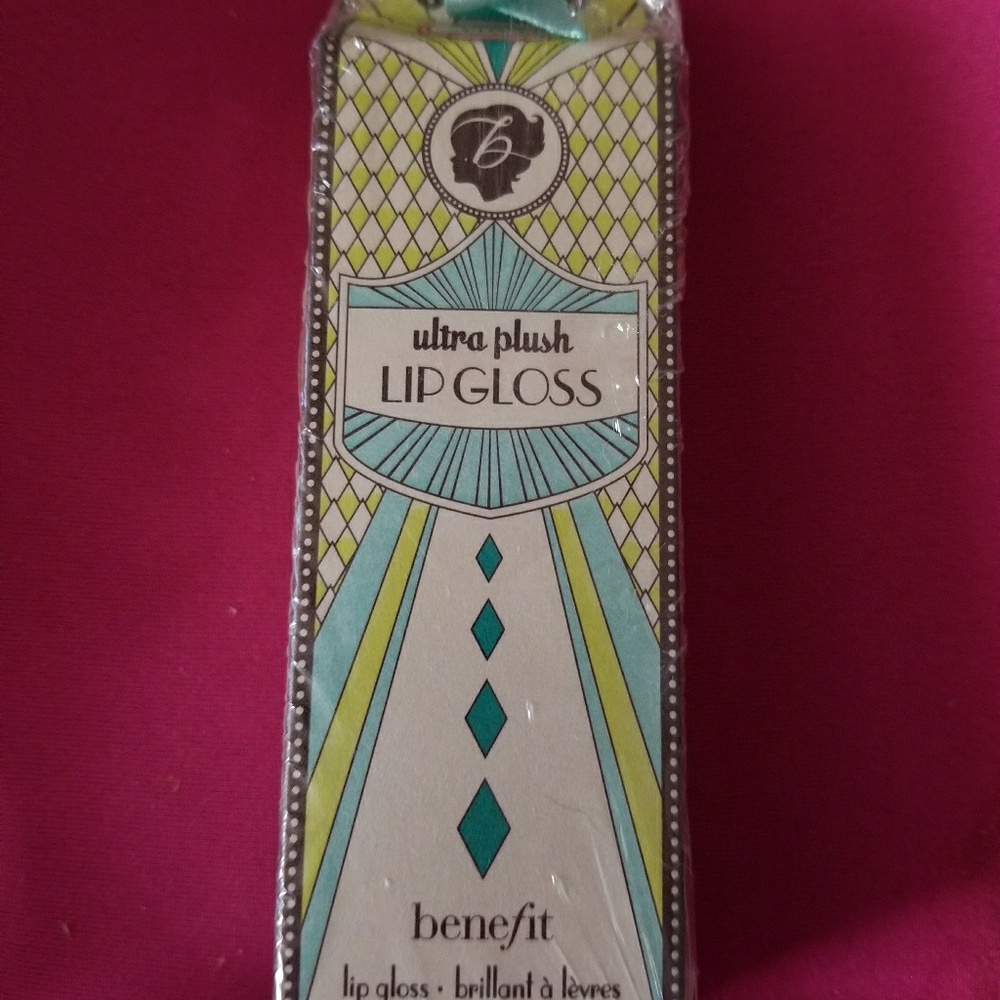 b
ultra plush
LIP GLOSS
benefit
lip gloss · brillant à lèvres